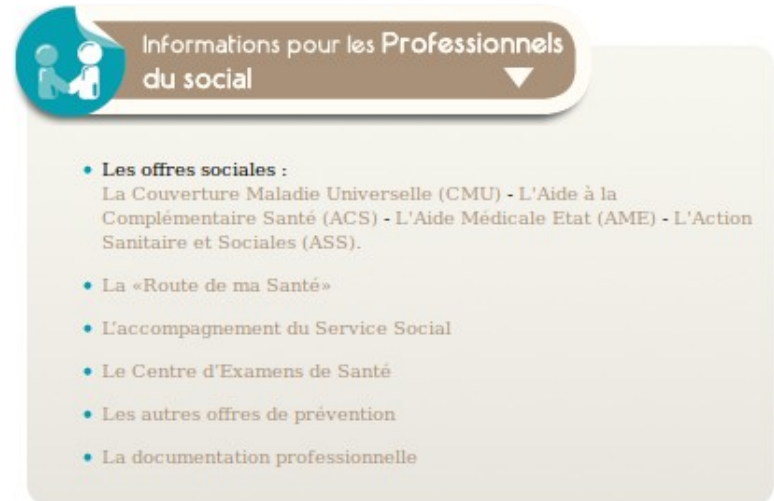 Informations pour les Professionnels
du social
Les offres sociales :
La Couverture Maladie Universelle (CMU) - L'Aide à la
Complémentaire Santé (ACS) - L'Aide Médicale Etat (AME) - L'Action
Sanitaire et Sociales (ASS).
La «Route de ma Santé»
L’accompagnement du Service Social
Le Centre d’Examens de Santé
Les autres offres de prévention
La documentation professionnelle